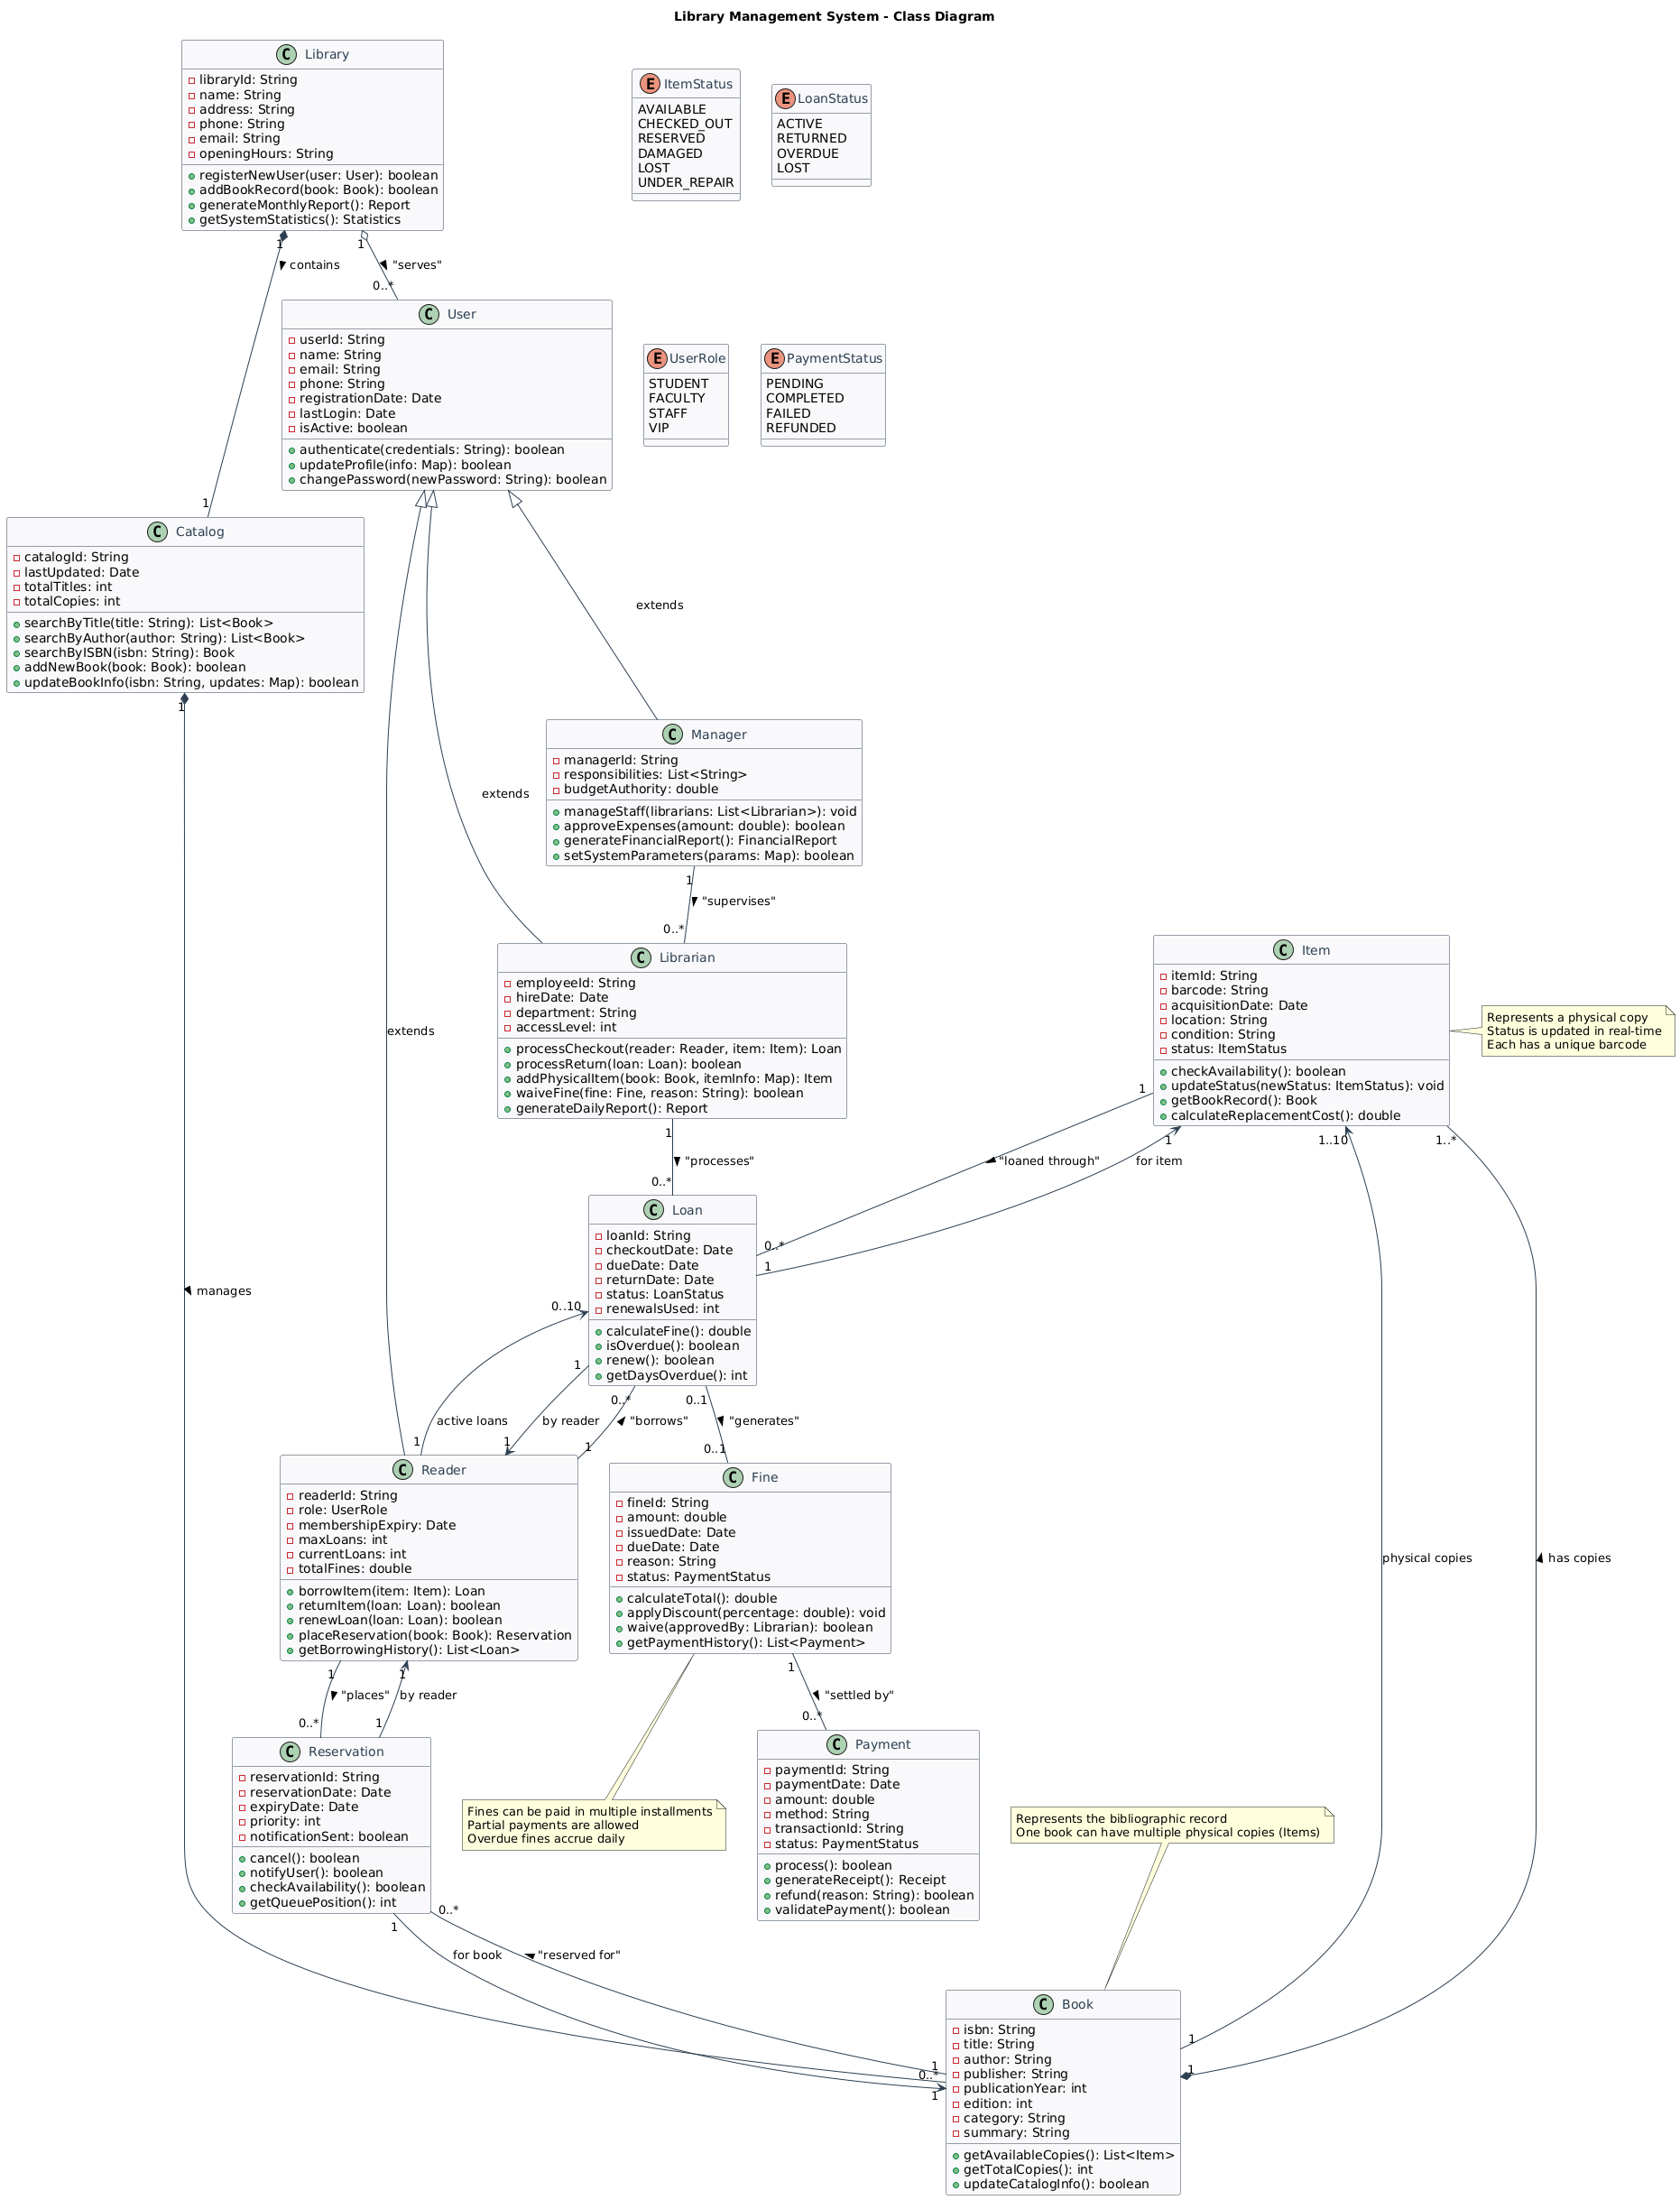 Library Management System - Class Diagram
C Library
libraryId: String
name: String
address: String
phone: String
email: String
openingHours: String
registerNewUser(user: User): boolean
addBookRecord(book: Book): boolean
generateMonthlyReport(): Report
getSystemStatistics(): Statistics
E ItemStatus
AVAILABLE
CHECKED_OUT
RESERVED
DAMAGED
LOST
UNDER_REPAIR
E LoanStatus
ACTIVE
RETURNED
OVERDUE
LOST
1
1
contains
"serves"
0..*
C User
userId: String
name: String
email: String
phone: String
registrationDate: Date
lastLogin: Date
isActive: boolean
authenticate(credentials: String): boolean
updateProfile(info: Map): boolean
changePassword(newPassword: String): boolean
E UserRole
STUDENT
FACULTY
STAFF
VIP
E PaymentStatus
PENDING
COMPLETED
FAILED
REFUNDED
1
C Catalog
catalogId: String
lastUpdated: Date
totalTitles: int
totalCopies: int
searchByTitle(title: String): List<Book>
searchByAuthor(author: String): List<Book>
searchByISBN(isbn: String): Book
addNewBook(book: Book): boolean
updateBookInfo(isbn: String, updates: Map): boolean
1
extends
C Manager
managerId: String
responsibilities: List<String>
budgetAuthority: double
manageStaff(librarians: List<Librarian>): void
approveExpenses(amount: double): boolean
generateFinancialReport(): FinancialReport
setSystemParameters(params: Map): boolean
extends
1
"supervises"
0..*
C Librarian
employeeId: String
hireDate: Date
department: String
accessLevel: int
processCheckout(reader: Reader, item: Item): Loan
processReturn(loan: Loan): boolean
addPhysicalItem(book: Book, itemInfo: Map): Item
waiveFine(fine: Fine, reason: String): boolean
generateDailyReport(): Report
C Item
itemId: String
barcode: String
acquisitionDate: Date
location: String
condition: String
status: ItemStatus
checkAvailability(): boolean
updateStatus(newStatus: ItemStatus): void
getBookRecord(): Book
calculateReplacementCost(): double
Represents a physical copy
Status is updated in real-time
Each has a unique barcode
extends
1
"processes"
0..*
1
"loaned through"
0..*
1
for item
1
1..10
1..*
C Loan
loanId: String
checkoutDate: Date
dueDate: Date
returnDate: Date
status: LoanStatus
renewalsUsed: int
calculateFine(): double
isOverdue(): boolean
renew(): boolean
getDaysOverdue(): int
manages
0..10
active loans
1
1
by reader
1
0..*
"borrows"
1
0..1
"generates"
0..1
C Reader
readerId: String
role: UserRole
membershipExpiry: Date
maxLoans: int
currentLoans: int
totalFines: double
borrowItem(item: Item): Loan
returnItem(loan: Loan): boolean
renewLoan(loan: Loan): boolean
placeReservation(book: Book): Reservation
getBorrowingHistory(): List<Loan>
C Fine
fineId: String
amount: double
issuedDate: Date
dueDate: Date
reason: String
status: PaymentStatus
calculateTotal(): double
applyDiscount(percentage: double): void
waive(approvedBy: Librarian): boolean
getPaymentHistory(): List<Payment>
physical copies
has copies
1
"places"
0..*
1
by reader
1
1
"settled by"
0..*
C Reservation
reservationId: String
reservationDate: Date
expiryDate: Date
priority: int
notificationSent: boolean
cancel(): boolean
notifyUser(): boolean
checkAvailability(): boolean
getQueuePosition(): int
Fines can be paid in multiple installments
Partial payments are allowed
Overdue fines accrue daily
C Payment
paymentId: String
paymentDate: Date
amount: double
method: String
transactionId: String
status: PaymentStatus
process(): boolean
generateReceipt(): Receipt
refund(reason: String): boolean
validatePayment(): boolean
Represents the bibliographic record
One book can have multiple physical copies (Items)
1
for book
0..*
"reserved for"
1
0..*
1
1
1
C Book
isbn: String
title: String
author: String
publisher: String
publicationYear: int
edition: int
category: String
summary: String
getAvailableCopies(): List<Item>
getTotalCopies(): int
updateCatalogInfo(): boolean